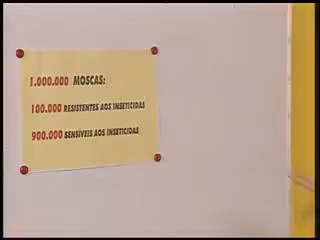 1.000.000 MOSCAS:
100.000 RESISTENTES AOS INSETICIDAS
900.000 SENSÍVEIS AOS INSETICIDAS